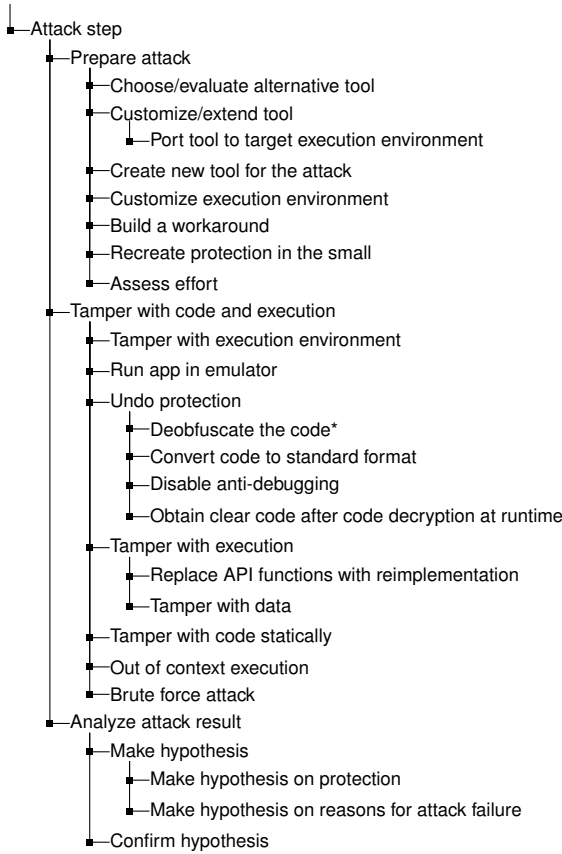 Attack step
Prepare attack
Choose/evaluate alternative tool
Customize/extend tool
Port tool to target execution environment
Create new tool for the attack
Customize execution environment
Build a workaround
Recreate protection in the small
Assess effort
Tamper with code and execution
Tamper with execution environment
Run app in emulator
Undo protection
Deobfuscate the code*
Convert code to standard format
Disable anti-debugging
Obtain clear code after code decryption at runtime
Tamper with execution
Replace API functions with reimplementation
Tamper with data
Tamper with code statically
Out of context execution
Brute force attack
Analyze attack result
Make hypothesis
Make hypothesis on protection
Make hypothesis on reasons for attack failure
Confirm hypothesis